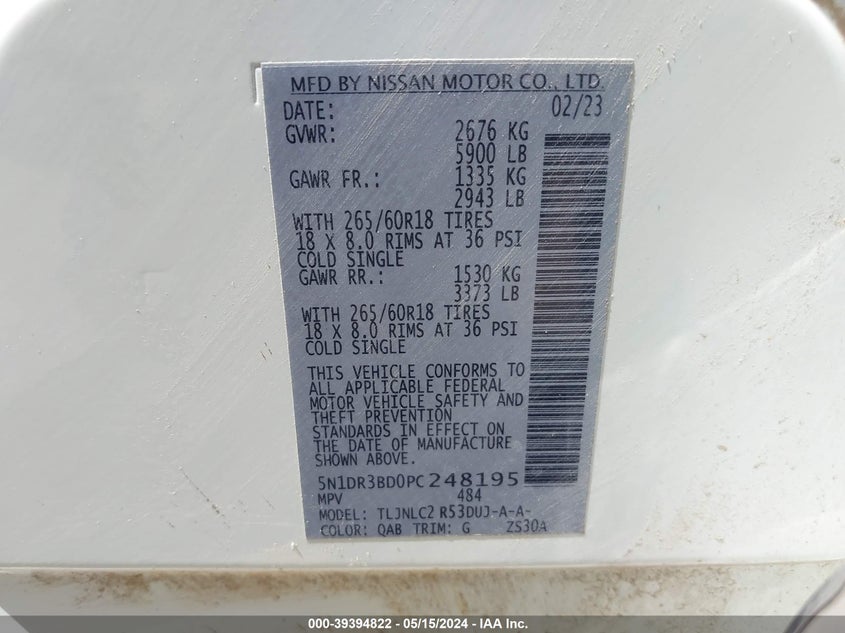 MFD BY NISSAN MOTOR CO., LTD.
DATE: 02/23
GVWR: 2676 KG
5900 LB
GAWR FR.: 1335 KG
2943 LB
WITH 265/60R18 TIRES
18 X 8.0 RIMS AT 36 PSI
COLD SINGLE
GAWR RR.: 1530 KG
3373 LB
WITH 265/60R18 TIRES
18 X 8.0 RIMS AT 36 PSI
COLD SINGLE
THIS VEHICLE CONFORMS TO
ALL APPLICABLE FEDERAL
MOTOR VEHICLE SAFETY AND
THEFT PREVENTION
STANDARDS IN EFFECT ON
THE DATE OF MANUFACTURE
SHOWN ABOVE.
5N1DR3BD0PC248195
MPV 484
MODEL: TLJNLC2 R53DUJ-A-A-
COLOR: QAB TRIM: G ZS30A
000-39394822 - 05/15/2024 - IAA Inc.